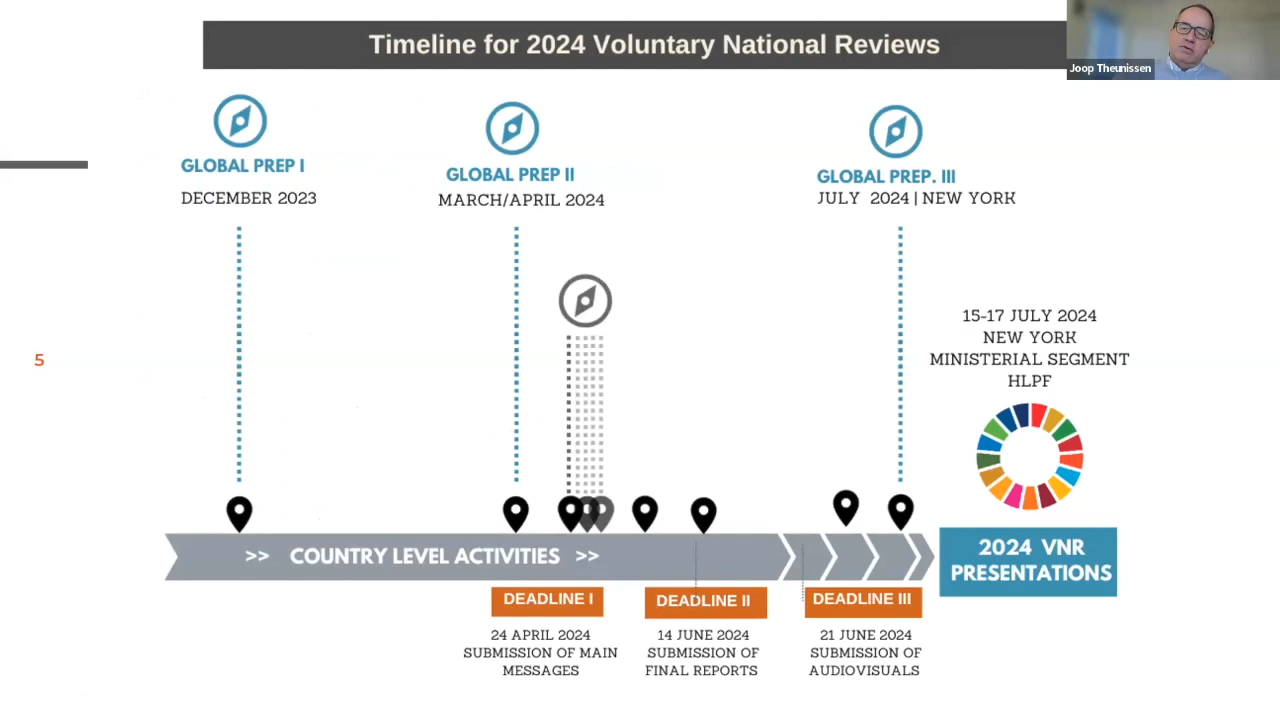 Timeline for 2024 Voluntary National Reviews
Joop Theunissen
GLOBAL PREP I
DECEMBER 2023
GLOBAL PREP II
MARCH/APRIL 2024
GLOBAL PREP. III
JULY 2024 | NEW YORK
15-17 JULY 2024
NEW YORK
MINISTERIAL SEGMENT
HLPF
5
>> COUNTRY LEVEL ACTIVITIES >>
2024 VNR
PRESENTATIONS
DEADLINE I
24 APRIL 2024
SUBMISSION OF MAIN
MESSAGES
DEADLINE II
14 JUNE 2024
SUBMISSION OF
FINAL REPORTS
DEADLINE III
21 JUNE 2024
SUBMISSION OF
AUDIOVISUALS